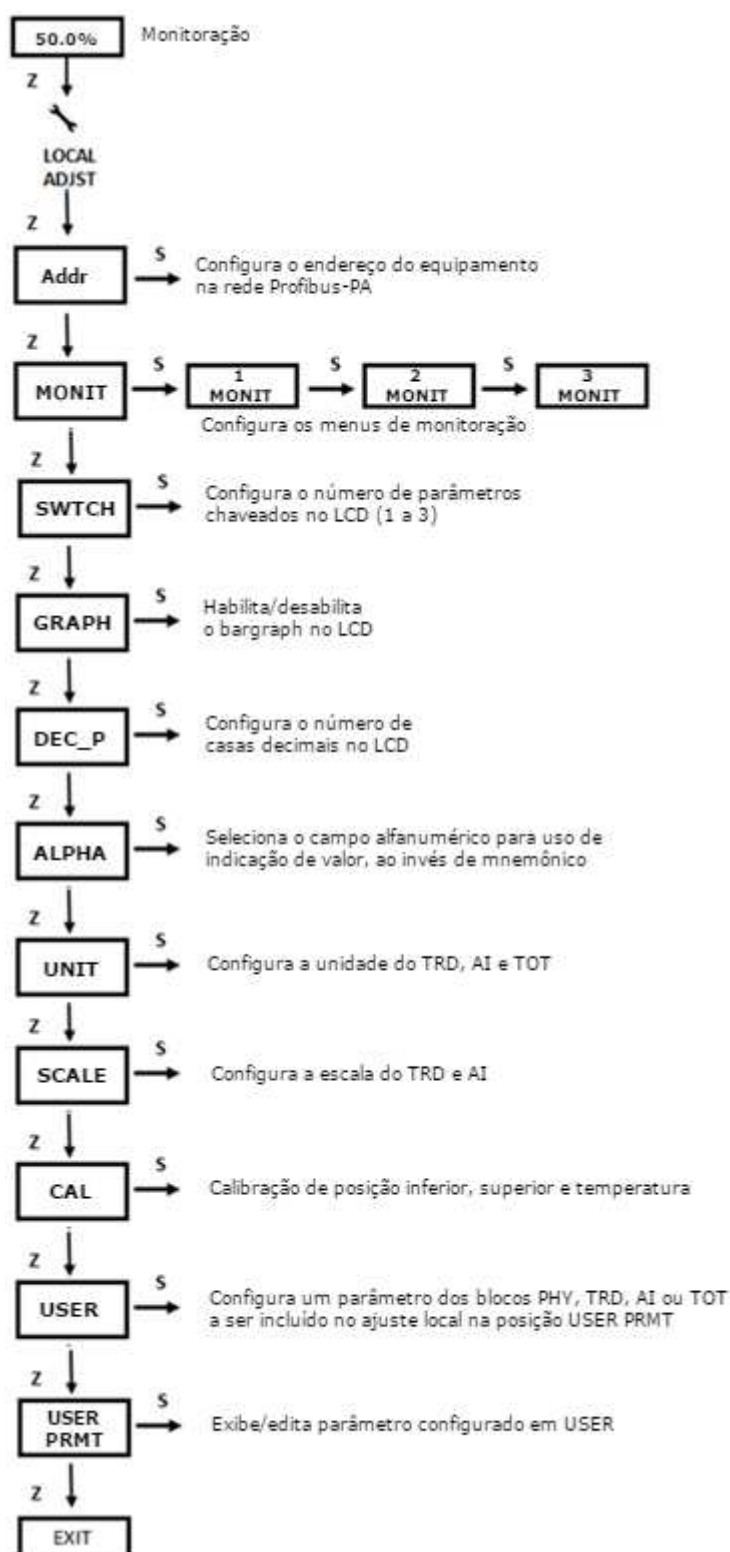 50.0% Monitoração
Z
LOCAL
ADJST
Z
Addr S Configura o endereço do equipamento
na rede Profibus-PA
Z
MONIT S 1 MONIT S 2 MONIT S 3 MONIT
Configura os menus de monitoração
Z
SWTCH S Configura o número de parâmetros
chaveados no LCD (1 a 3)
Z
GRAPH S Habilita/desabilita
o bargraph no LCD
Z
DEC_P S Configura o número de
casas decimais no LCD
Z
ALPHA S Seleciona o campo alfanumérico para uso de
indicação de valor, ao invés de mnemônico
Z
UNIT S Configura a unidade do TRD, AI e TOT
Z
SCALE S Configura a escala do TRD e AI
Z
CAL S Calibração de posição inferior, superior e temperatura
Z
USER S Configura um parâmetro dos blocos PHY, TRD, AI ou TOT
a ser incluído no ajuste local na posição USER PRMT
Z
USER
PRMT S Exibe/edita parâmetro configurado em USER
Z
EXIT